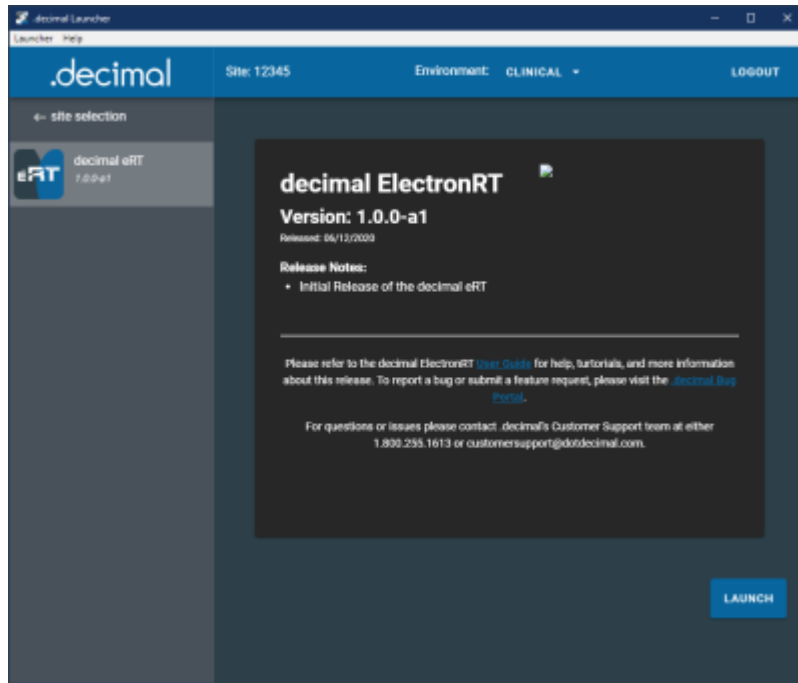 .decimal Launcher
Launcher Help
.decimal
Site: 12345
Environment: CLINICAL
LOGOUT
← site selection
eRT
decimal eRT
1.0.0-a1
decimal ElectronRT
Version: 1.0.0-a1
Released: 06/12/2020
Release Notes:
• Initial Release of the decimal eRT
Please refer to the decimal ElectronRT User Guide for help, turtorials, and more information
about this release. To report a bug or submit a feature request, please visit the .decimal Bug
Portal.
For questions or issues please contact .decimal's Customer Support team at either
1.800.255.1613 or customersupport@dotdecimal.com.
LAUNCH